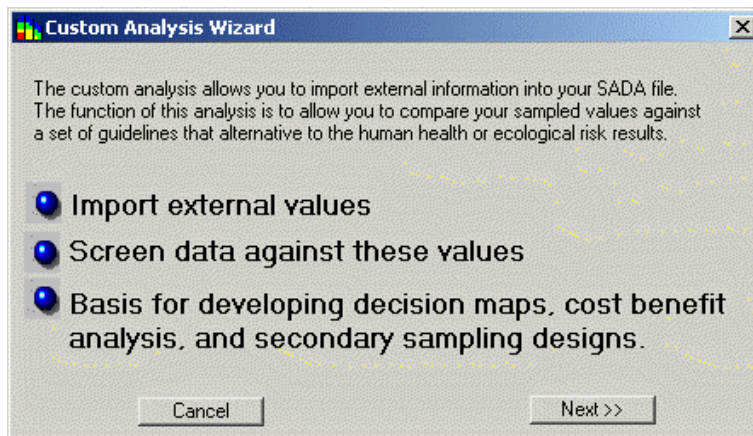 Custom Analysis Wizard
The custom analysis allows you to import external information into your SADA file.
The function of this analysis is to allow you to compare your sampled values against
a set of guidelines that alternative to the human health or ecological risk results.
Import external values
Screen data against these values
Basis for developing decision maps, cost benefit
analysis, and secondary sampling designs.
Cancel
Next >>